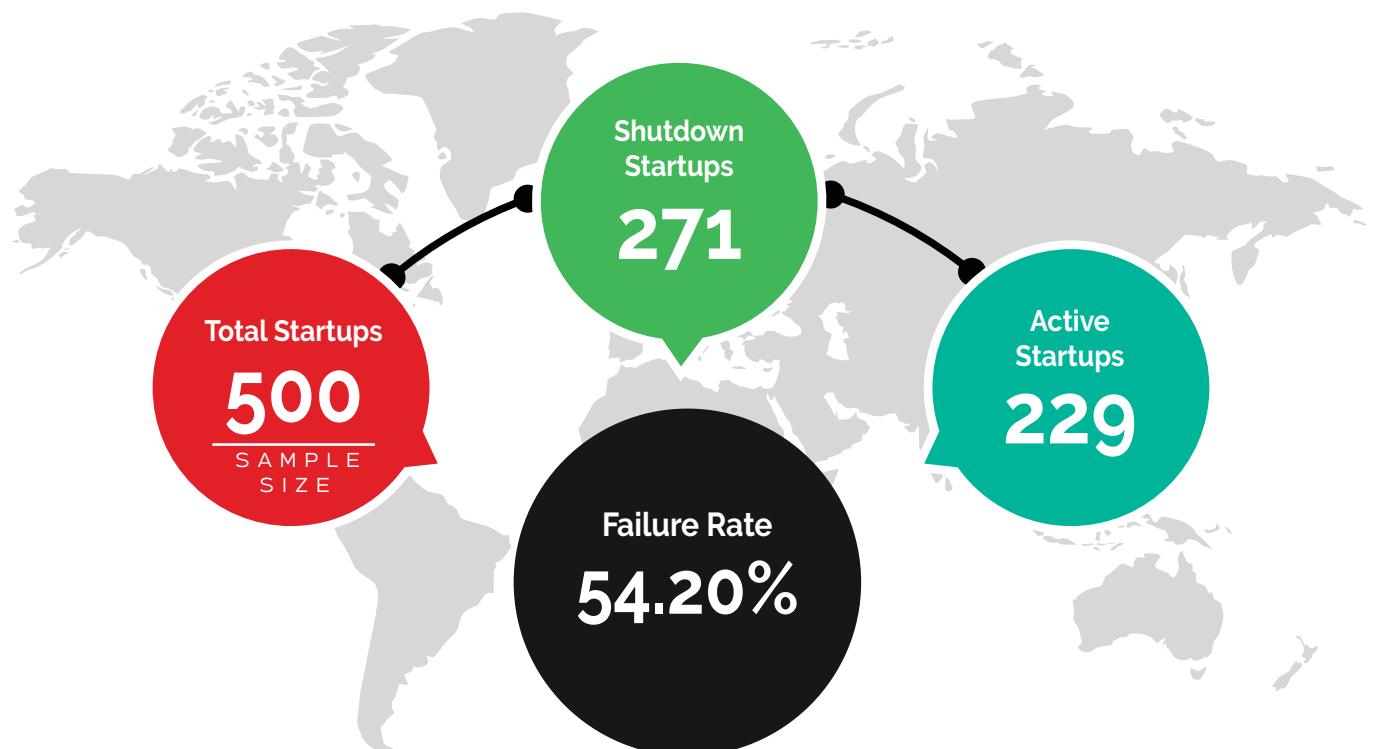 Shutdown
Startups
271
Total Startups
500
SAMPLE
SIZE
Active
Startups
229
Failure Rate
54.20%